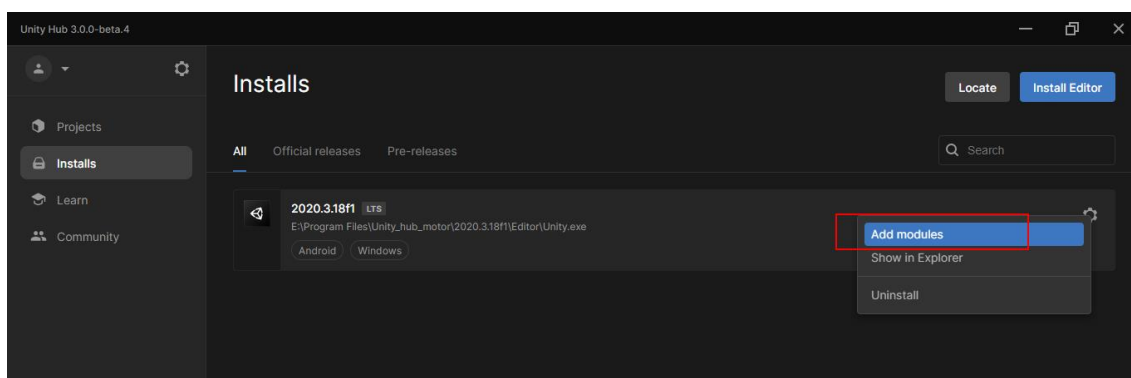 Unity Hub 3.0.0-beta.4
Installs
Locate
Install Editor
Projects
Installs
Learn
Community
All
Official releases
Pre-releases
Search
2020.3.18f1 LTS
E:\Program Files\Unity_hub_motor\2020.3.18f1\Editor\Unity.exe
Android
Windows
Add modules
Show in Explorer
Uninstall